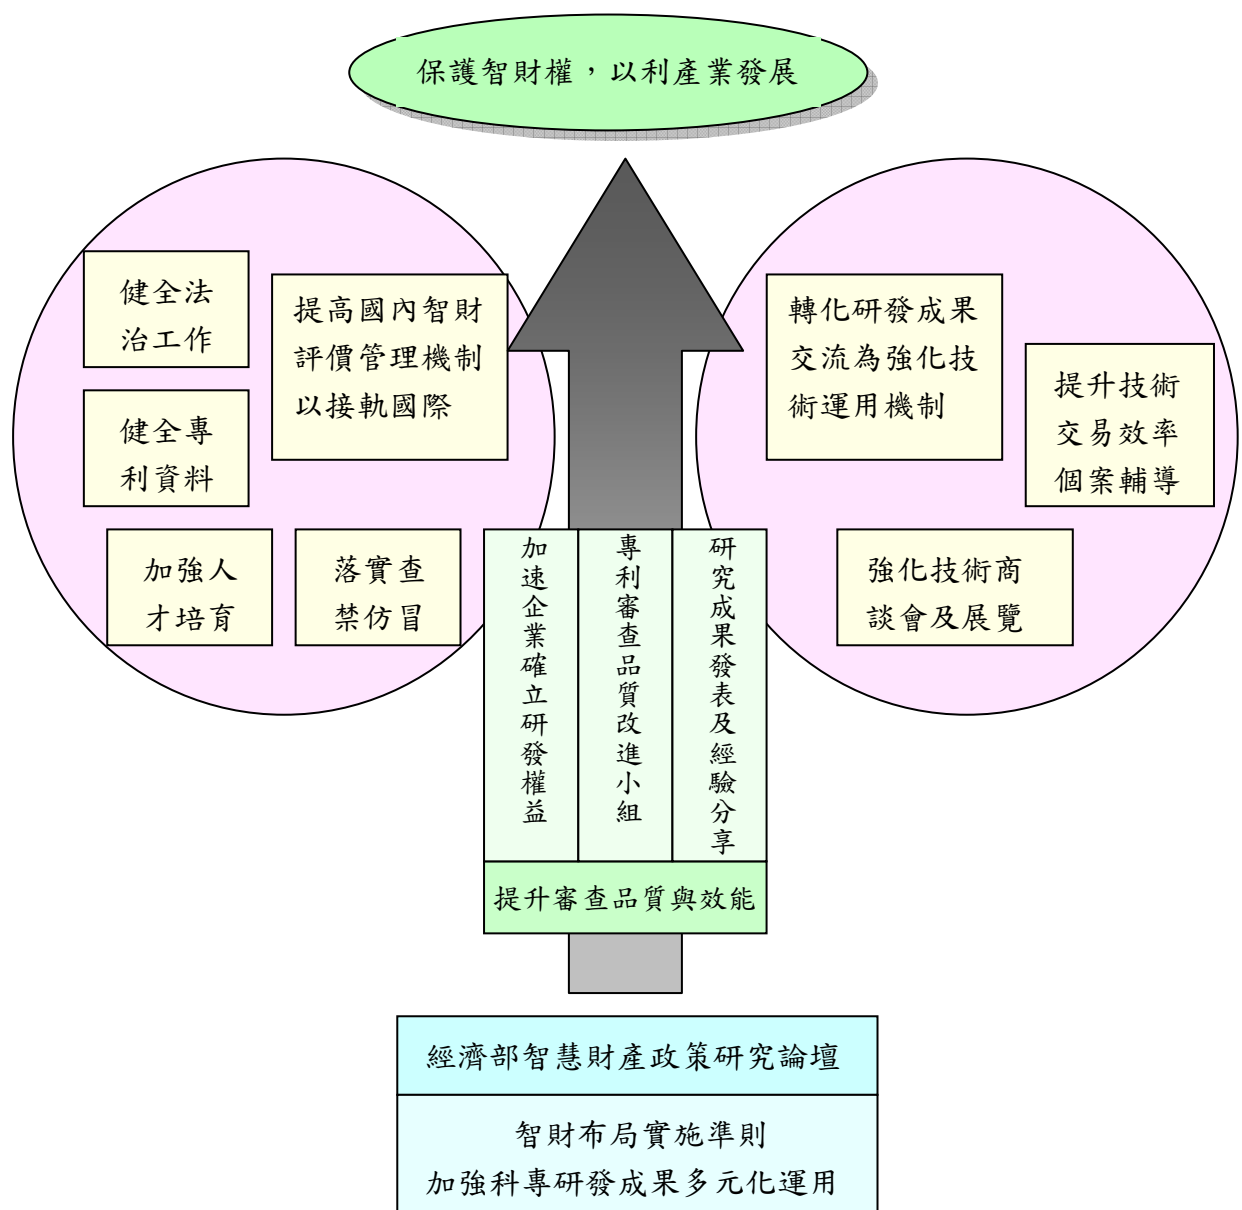 保護智財權，以利產業發展
健全法
治工作
提高國內智財
評價管理機制
以接軌國際
健全專
利資料
加強人
才培育
落實查
禁仿冒
轉化研發成果
交流為強化技
術運用機制
提升技術
交易效率
個案輔導
強化技術商
談會及展覽
加速企業確立研發權益
專利審查品質改進小組
研究成果發表及經驗分享
提升審查品質與效能
經濟部智慧財產政策研究論壇
智財布局實施準則
加強科專研發成果多元化運用